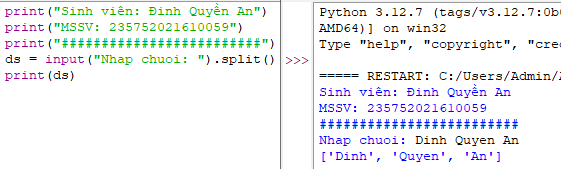 print("Sinh viên: Đinh Quyền An")
print("MSSV: 235752021610059")
print("#########################")
ds = input("Nhap chuoi: ").split()
print(ds)
>>>
Python 3.12.7 (tags/v3.12.7:0b
AMD64)] on win32
Type "help", "copyright", "cre
===== RESTART: C:/Users/Admin/
Sinh viên: Đinh Quyền An
MSSV: 235752021610059
#########################
Nhap chuoi: Dinh Quyen An
['Dinh', 'Quyen', 'An']